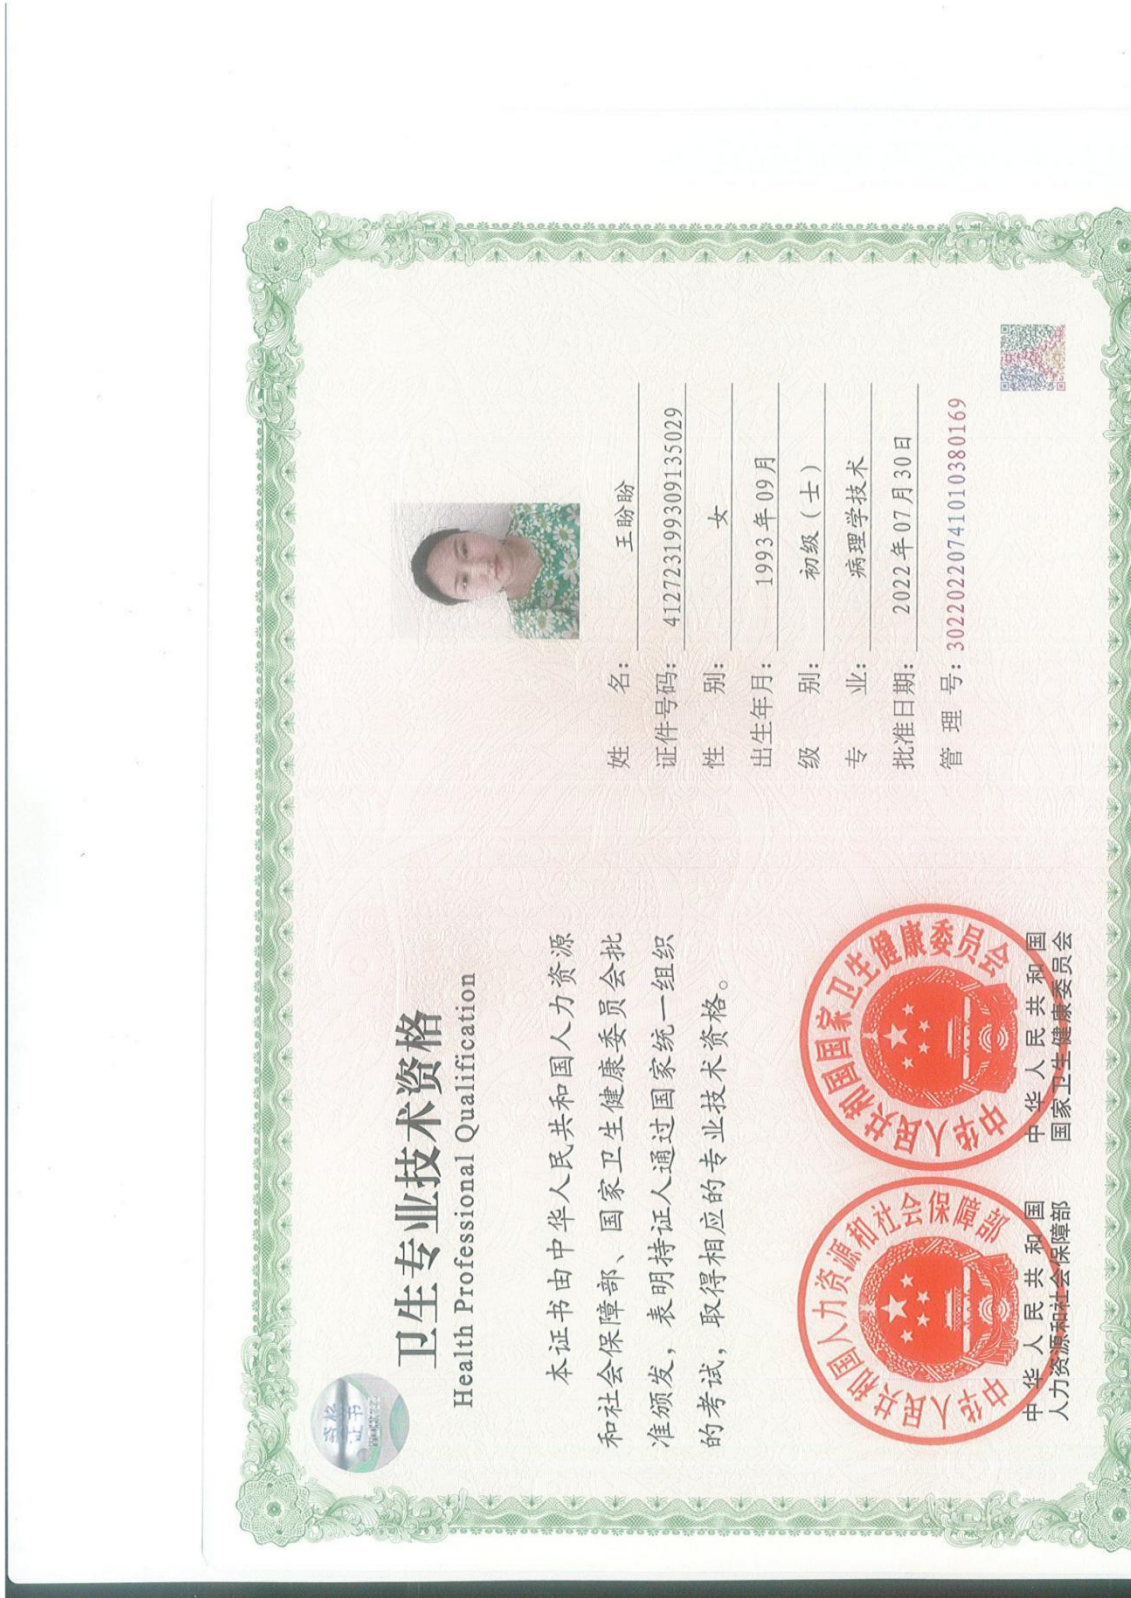 资格
证书
卫生专业技术资格
Health Professional Qualification
本证书由中华人民共和国人力资源
和社会保障部、国家卫生健康委员会批
准颁发，表明持证人通过国家统一组织
的考试，取得相应的专业技术资格。
中华人民共和国人力资源和社会保障部
中华人民共和国国家卫生健康委员会
中华人民共和国
人力资源和社会保障部
中华人民共和国
国家卫生健康委员会
姓名：王盼盼
证件号码：412723199309135029
性别：女
出生年月：1993年09月
级别：初级（士）
专业：病理学技术
批准日期：2022年07月30日
管理号：30220220741010380169